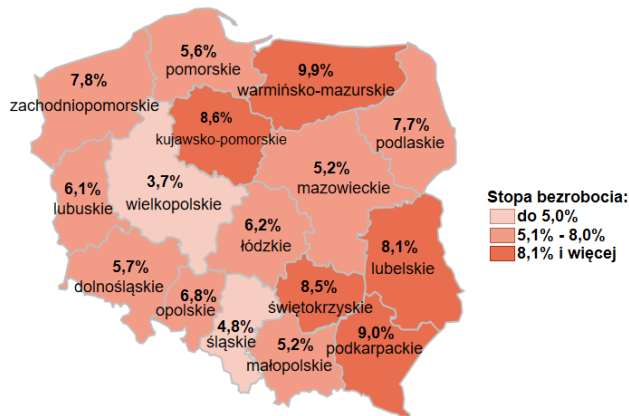 5,6%
pomorskie
9,9%
warmińsko-mazurskie
7,8%
zachodniopomorskie
8,6%
kujawsko-pomorskie
7,7%
podlaskie
5,2%
mazowieckie
3,7%
wielkopolskie
6,1%
lubuskie
6,2%
łódzkie
Stopa bezrobocia:
do 5,0%
5,1% - 8,0%
8,1% i więcej
8,1%
lubelskie
5,7%
dolnośląskie
6,8%
opolskie
8,5%
świętokrzyskie
4,8%
śląskie
5,2%
małopolskie
9,0%
podkarpackie